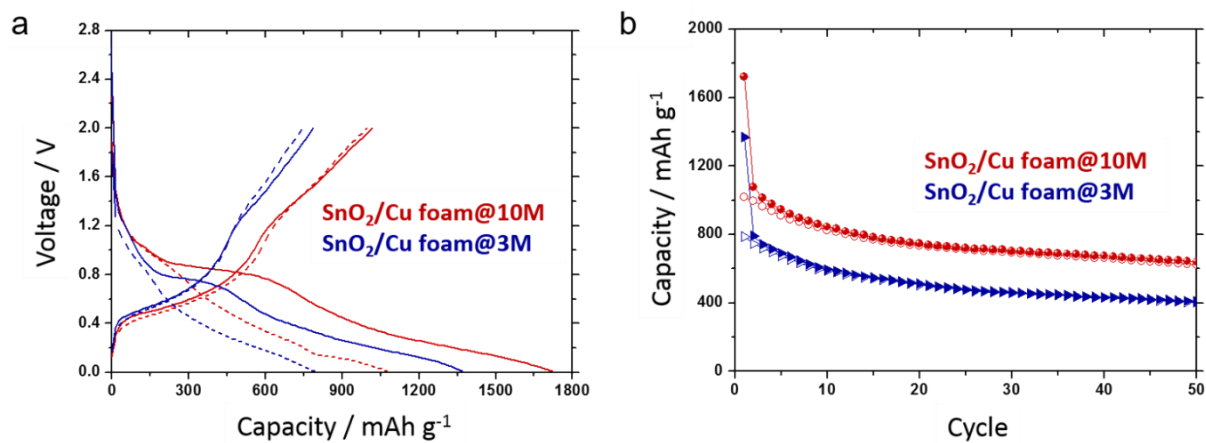 a
2.8
2.4
2.0
1.6
1.2
0.8
0.4
0.0
Voltage / V
SnO₂/Cu foam@10M
SnO₂/Cu foam@3M
0 300 600 900 1200 1500 1800
Capacity / mAh g⁻¹
b
2000
1600
1200
800
400
0
Capacity / mAh g⁻¹
SnO₂/Cu foam@10M
SnO₂/Cu foam@3M
0 10 20 30 40 50
Cycle